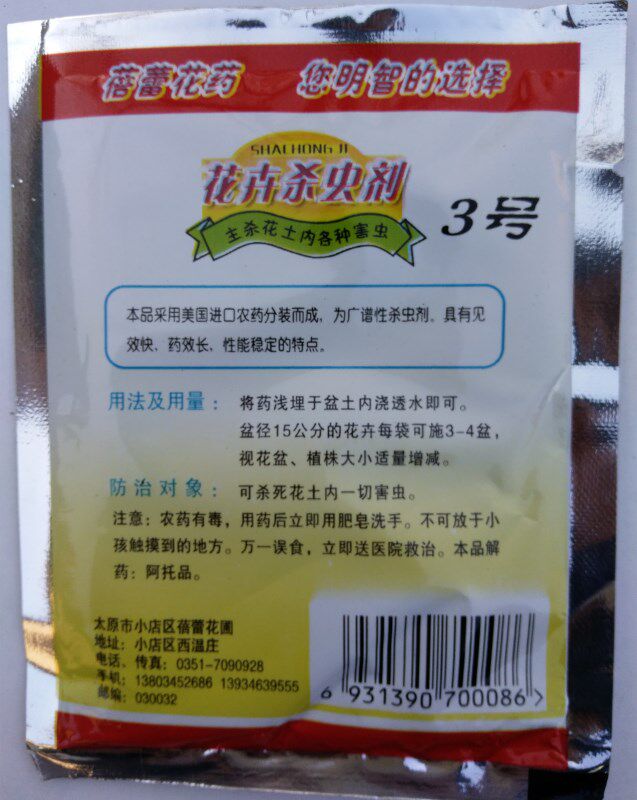 蓓蕾花药 您明智的选择
SHACHONG JI
花卉杀虫剂
3号
主杀花土内各种害虫
本品采用美国进口农药分装而成，为广谱性杀虫剂。具有见
效快、药效长、性能稳定的特点。
用法及用量： 将药浅埋于盆土内浇透水即可。
盆径15公分的花卉每袋可施3-4盆，
视花盆、植株大小适量增减。
防治对象： 可杀死花土内一切害虫。
注意：农药有毒，用药后立即用肥皂洗手。不可放于小
孩触摸到的地方。万一误食，立即送医院救治。本品解
药：阿托品。
太原市小店区蓓蕾花圃
地址：小店区西温庄
电话、传真：0351-7090928
手机：13803452686 13934639555
邮编：030032
6 931390 700086 >